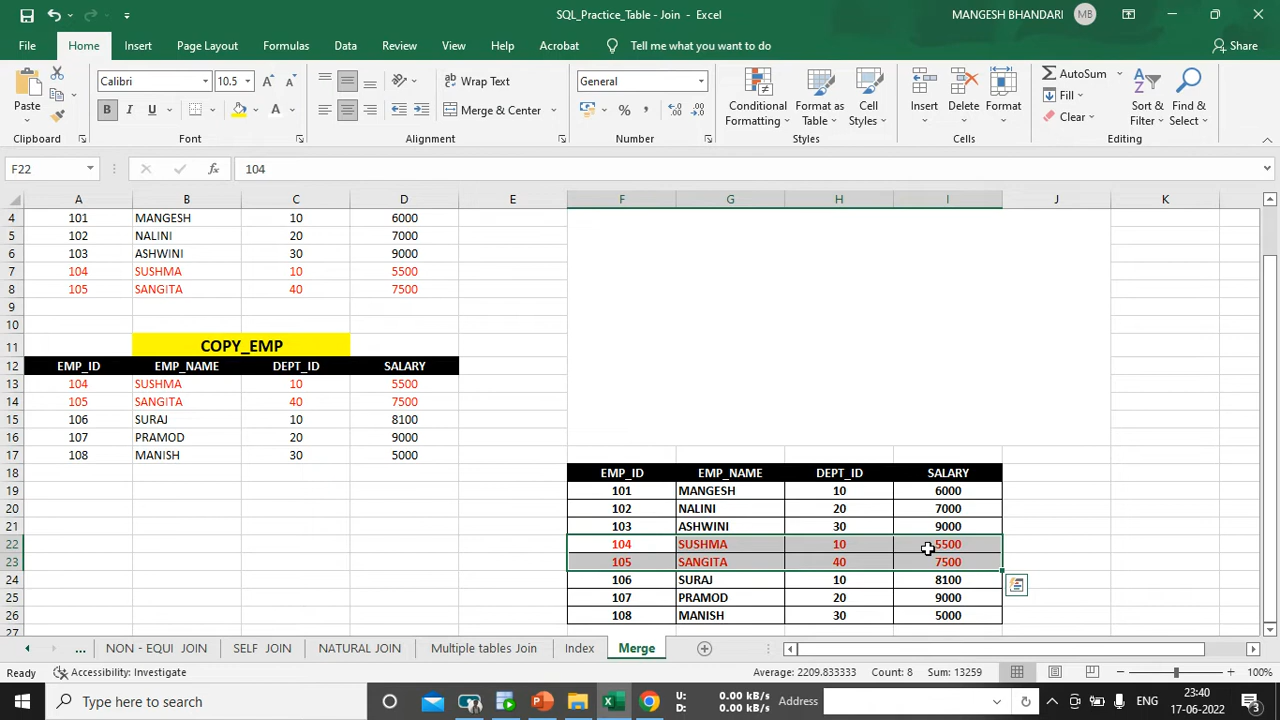 SQL_Practice_Table - Join - Excel
MANGESH BHANDARI MB
File Home Insert Page Layout Formulas Data Review View Help Acrobat Tell me what you want to do Share
Calibri 10.5 A A Wrap Text General AutoSum
Paste B I U A Merge & Center % Conditional Formatting Format as Table Cell Styles Insert Delete Format Fill Clear Sort & Filter Find & Select
Clipboard Font Alignment Number Styles Cells Editing
F22 fx 104
A B C D E F G H I J K
4 101 MANGESH 10 6000
5 102 NALINI 20 7000
6 103 ASHWINI 30 9000
7 104 SUSHMA 10 5500
8 105 SANGITA 40 7500
9
10
11 COPY_EMP
12 EMP_ID EMP_NAME DEPT_ID SALARY
13 104 SUSHMA 10 5500
14 105 SANGITA 40 7500
15 106 SURAJ 10 8100
16 107 PRAMOD 20 9000
17 108 MANISH 30 5000
18 EMP_ID EMP_NAME DEPT_ID SALARY
19 101 MANGESH 10 6000
20 102 NALINI 20 7000
21 103 ASHWINI 30 9000
22 104 SUSHMA 10 5500
23 105 SANGITA 40 7500
24 106 SURAJ 10 8100
25 107 PRAMOD 20 9000
26 108 MANISH 30 5000
27
... NON - EQUI JOIN SELF JOIN NATURAL JOIN Multiple tables Join Index Merge
Ready Accessibility: Investigate Average: 2209.833333 Count: 8 Sum: 13259 100%
Type here to search U: 0.00 kB/s Address ENG 23:40
D: 0.00 kB/s 17-06-2022 3